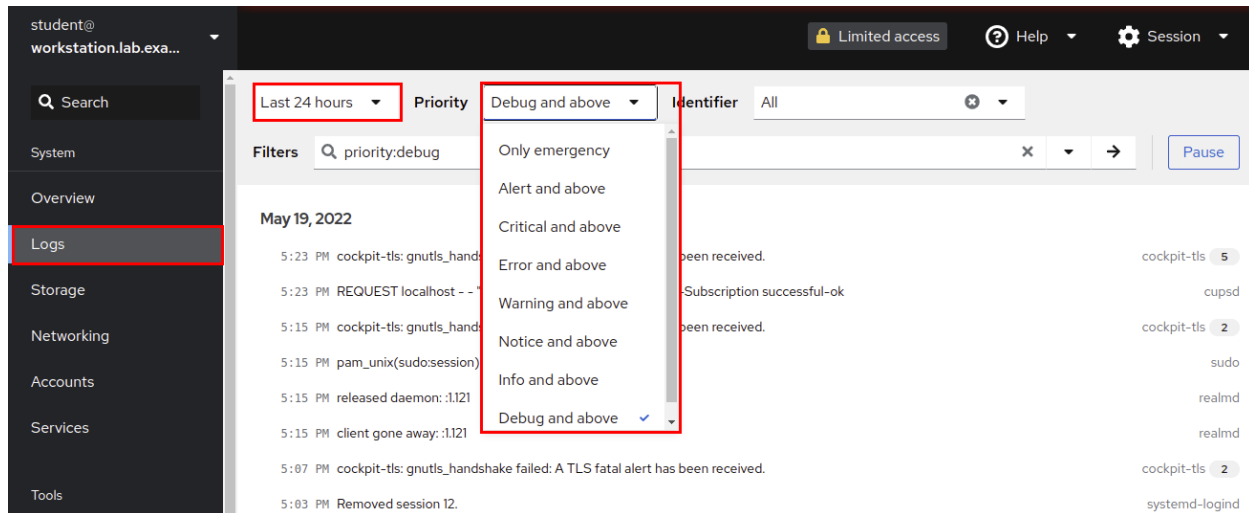 student@
workstation.lab.exa...
Limited access
Help
Session
Search
System
Overview
Logs
Storage
Networking
Accounts
Services
Tools
Last 24 hours Priority Debug and above Identifier All
Filters priority:debug Pause
Only emergency
Alert and above
Critical and above
Error and above
Warning and above
Notice and above
Info and above
Debug and above
May 19, 2022
5:23 PM cockpit-tls: gnutls_hands been received. cockpit-tls 5
5:23 PM REQUEST localhost - - " -Subscription successful-ok cupsd
5:15 PM cockpit-tls: gnutls_hands been received. cockpit-tls 2
5:15 PM pam_unix(sudo:session) sudo
5:15 PM released daemon: :1.121 realmd
5:15 PM client gone away: :1.121 realmd
5:07 PM cockpit-tls: gnutls_handshake failed: A TLS fatal alert has been received. cockpit-tls 2
5:03 PM Removed session 12. systemd-logind